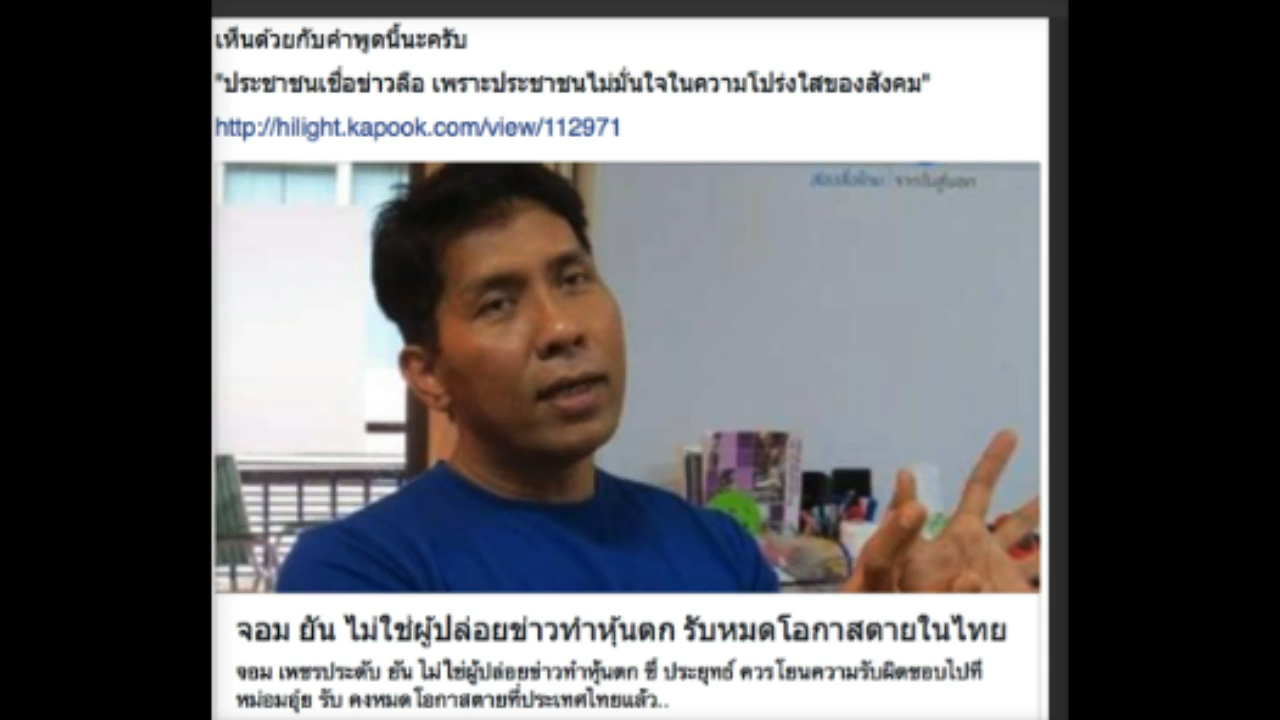 เห็นด้วยกับคำพูดนี้นะครับ
"ประชาชนเชื่อข่าวลือ เพราะประชาชนไม่มั่นใจในความโปร่งใสของสังคม"
http://hilight.kapook.com/view/112971
จอม ยัน ไม่ใช่ผู้ปล่อยข่าวทำหุ้นตก รับหมดโอกาสตายในไทย
จอม เพชรประดับ ยัน ไม่ใช่ผู้ปล่อยข่าวทำหุ้นตก ชี้ ประยุทธ์ ควรโยนความรับผิดชอบไปที่
หม่อมอุ๋ย รับ คงหมดโอกาสตายที่ประเทศไทยแล้ว..